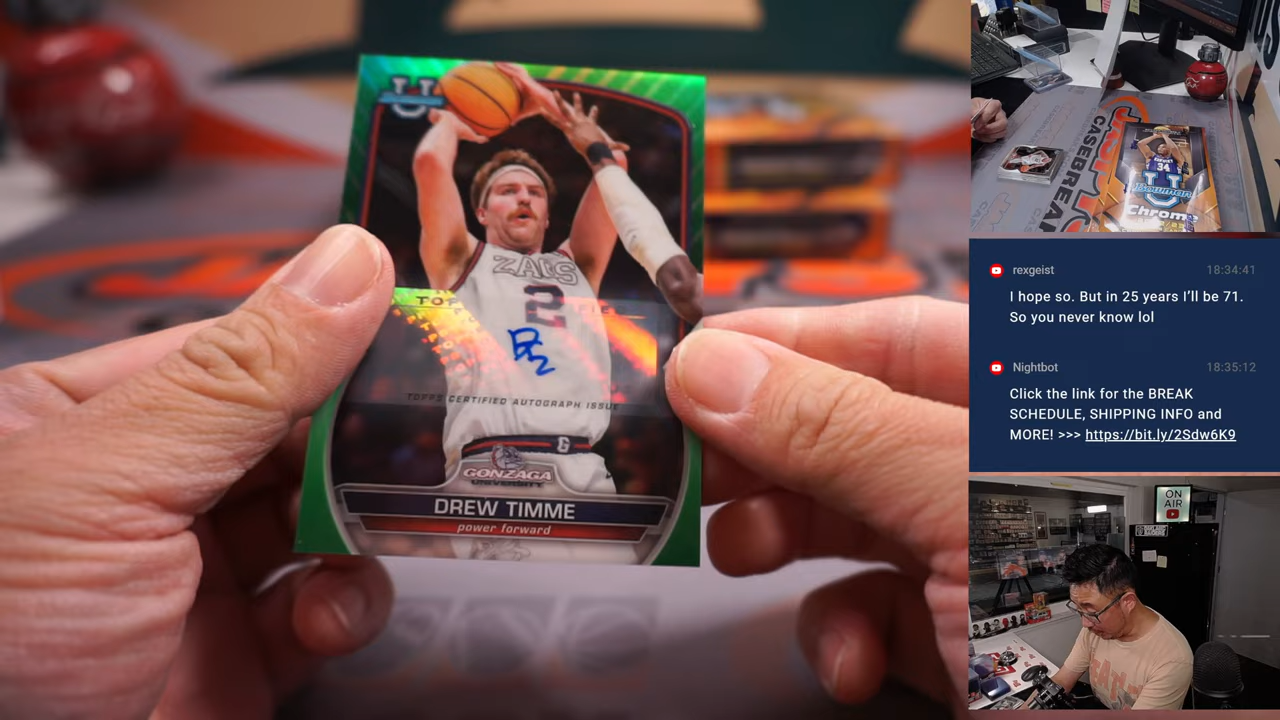 ZAGS
2
TOPPS CERTIFIED AUTOGRAPH ISSUE
G
GONZAGA
UNIVERSITY
DREW TIMME
power forward
34
Bowman
Chrome
rexgeist 18:34:41
I hope so. But in 25 years I'll be 71.
So you never know lol
Nightbot 18:35:12
Click the link for the BREAK
SCHEDULE, SHIPPING INFO and
MORE! >>> https://bit.ly/2Sdw6K9
ON
AIR